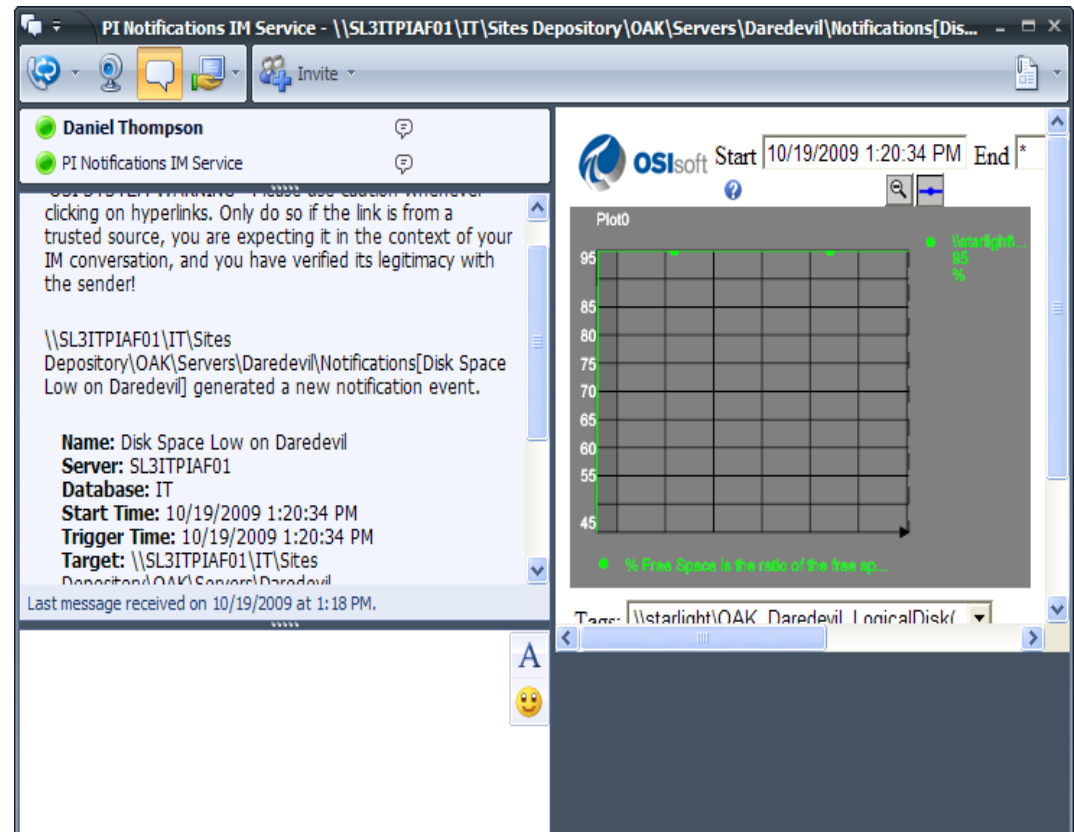 PI Notifications IM Service - \\SL3ITPIAF01\IT\Sites Depository\OAK\Servers\Daredevil\Notifications[Dis...
Invite
Daniel Thompson
PI Notifications IM Service
clicking on hyperlinks. Only do so if the link is from a
trusted source, you are expecting it in the context of your
IM conversation, and you have verified its legitimacy with
the sender!
\\SL3ITPIAF01\IT\Sites
Depository\OAK\Servers\Daredevil\Notifications[Disk Space
Low on Daredevil] generated a new notification event.
Name: Disk Space Low on Daredevil
Server: SL3ITPIAF01
Database: IT
Start Time: 10/19/2009 1:20:34 PM
Trigger Time: 10/19/2009 1:20:34 PM
Target: \\SL3ITPIAF01\IT\Sites
Depository\OAK\Servers\Daredevil
Last message received on 10/19/2009 at 1:18 PM.
A
OSIsoft
Start 10/19/2009 1:20:34 PM End *
Plot0
95
85
80
75
70
65
60
55
45
\\starlight\...
95
%
% Free Space is the ratio of the free sp...
Tags: \\starlight\OAK_Daredevil_LogicalDisk(